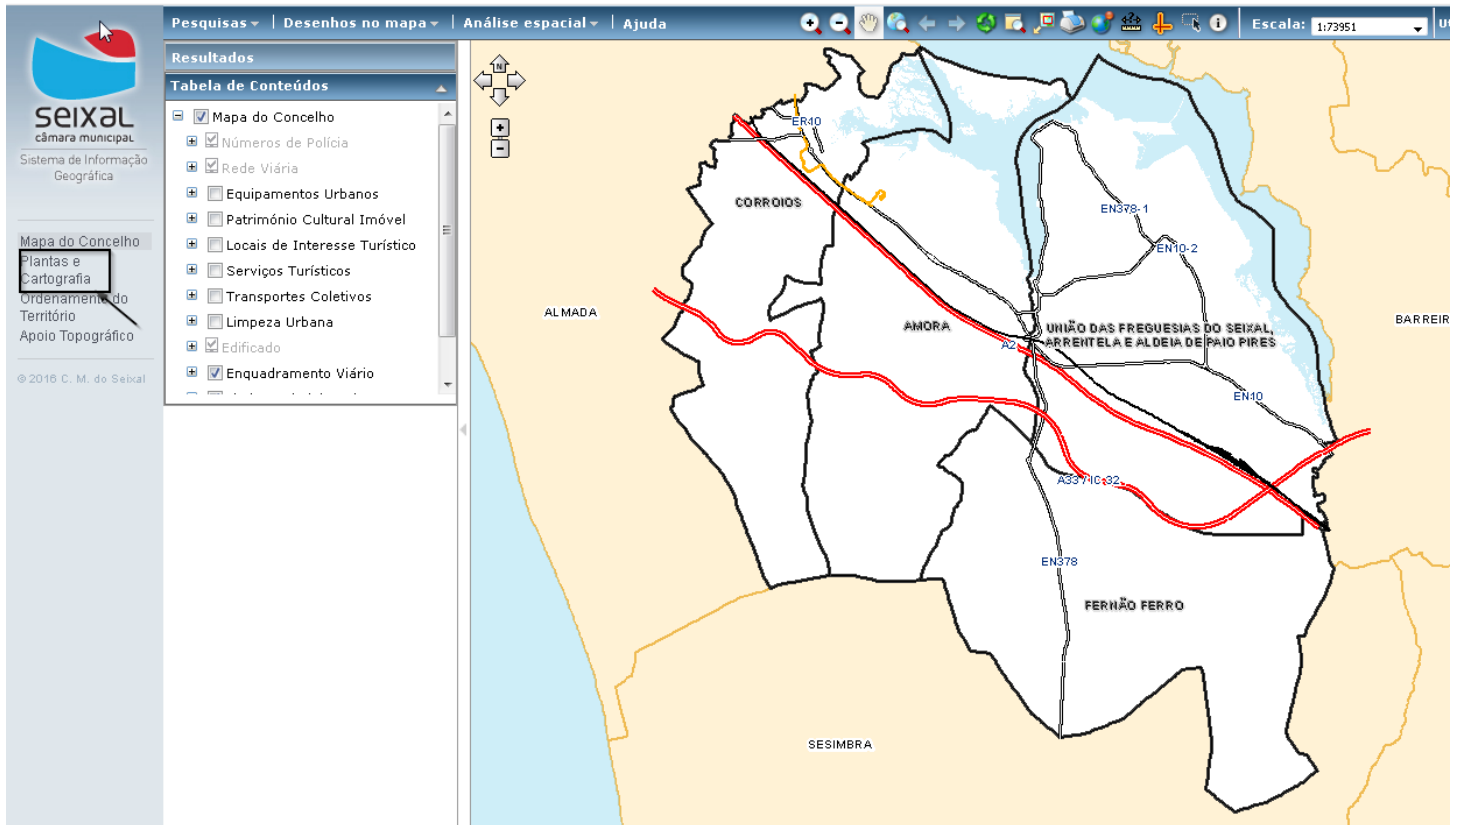 Pesquisas | Desenhos no mapa | Análise espacial | Ajuda
Escala: 1:73951
seixal
câmara municipal
Sistema de Informação
Geográfica
Mapa do Concelho
Plantas e
Cartografia
Ordenamento do
Território
Apoio Topográfico
© 2016 C. M. do Seixal
Resultados
Tabela de Conteúdos
Mapa do Concelho
Números de Polícia
Rede Viária
Equipamentos Urbanos
Património Cultural Imóvel
Locais de Interesse Turístico
Serviços Turísticos
Transportes Coletivos
Limpeza Urbana
Edificado
Enquadramento Viário
N
ER10
CORROIOS
EN378-1
EN10-2
ALMADA
AMORA
UNIÃO DAS FREGUESIAS DO SEIXAL,
ARRENTELA E ALDEIA DE PAIO PIRES
BARREIR
A2
EN10
A33 / IC 32
EN378
FERNÃO FERRO
SESIMBRA